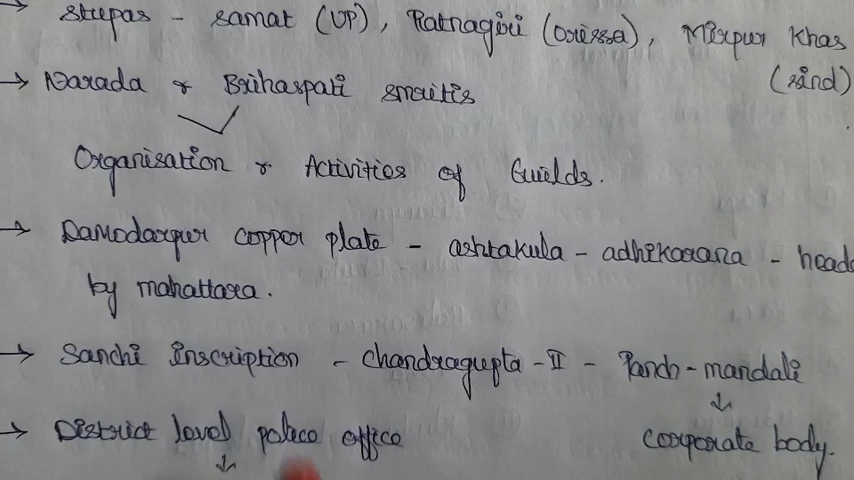 → Stupas - Samat (UP), Ratnagiri (Orissa), Mirpur Khas
(Sind)
→ Narada & Brihaspati smritis
Organisation & Activities of Guilds.
→ Damodarpur copper plate - ashtakula - adhikarana - head
by mahattara.
→ Sanchi inscription - Chandragupta - II - Panch - mandali
↓
→ District level police office corporate body.
↓